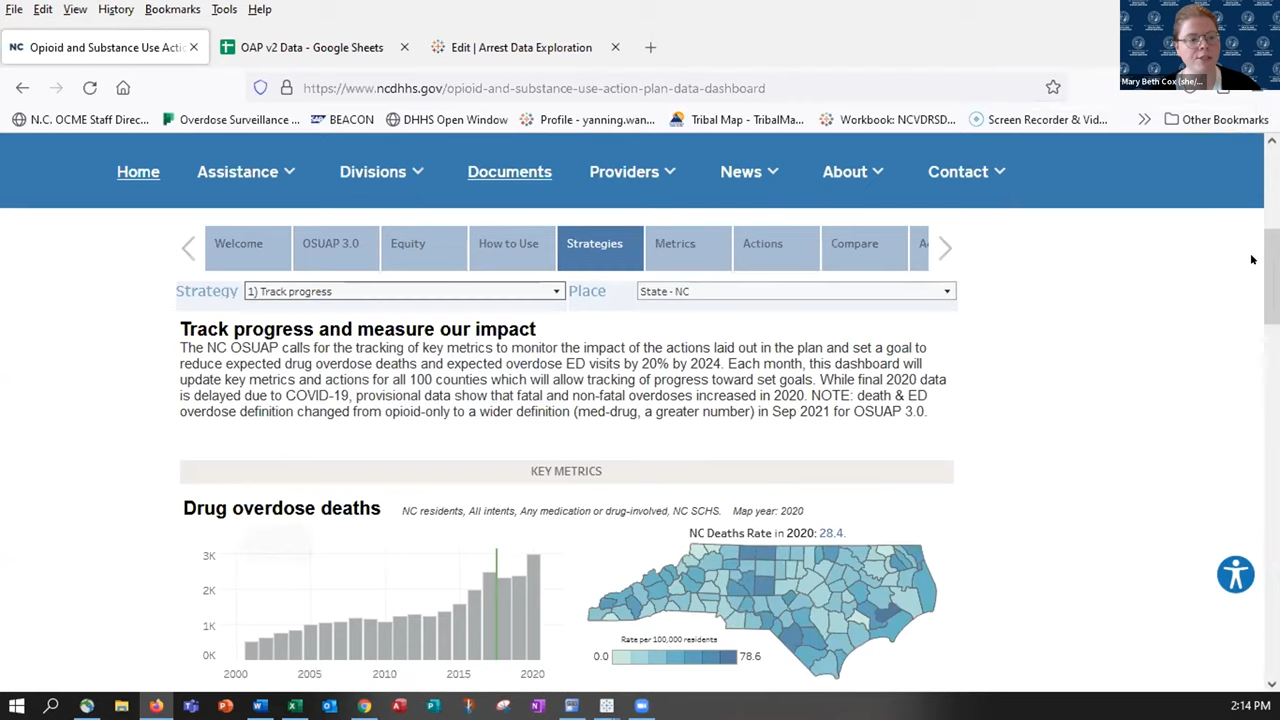 File Edit View History Bookmarks Tools Help
NC Opioid and Substance Use Actio
OAP v2 Data - Google Sheets
Edit | Arrest Data Exploration
https://www.ncdhhs.gov/opioid-and-substance-use-action-plan-data-dashboard
N.C. OCME Staff Direc... Overdose Surveillance ... BEACON DHHS Open Window Profile - yanning.wan... Tribal Map - TribalMa... Workbook: NCVDRSD... Screen Recorder & Vid... Other Bookmarks
Mary Beth Cox (she/...
Home Assistance Divisions Documents Providers News About Contact
Welcome OSUAP 3.0 Equity How to Use Strategies Metrics Actions Compare
Strategy 1) Track progress Place State - NC
Track progress and measure our impact
The NC OSUAP calls for the tracking of key metrics to monitor the impact of the actions laid out in the plan and set a goal to
reduce expected drug overdose deaths and expected overdose ED visits by 20% by 2024. Each month, this dashboard will
update key metrics and actions for all 100 counties which will allow tracking of progress toward set goals. While final 2020 data
is delayed due to COVID-19, provisional data show that fatal and non-fatal overdoses increased in 2020. NOTE: death & ED
overdose definition changed from opioid-only to a wider definition (med-drug, a greater number) in Sep 2021 for OSUAP 3.0.
KEY METRICS
Drug overdose deaths NC residents, All intents, Any medication or drug-involved, NC SCHS. Map year: 2020
NC Deaths Rate in 2020: 28.4.
3K
2K
1K
0K
2000 2005 2010 2015 2020
Rate per 100,000 residents
0.0 78.6
2:14 PM